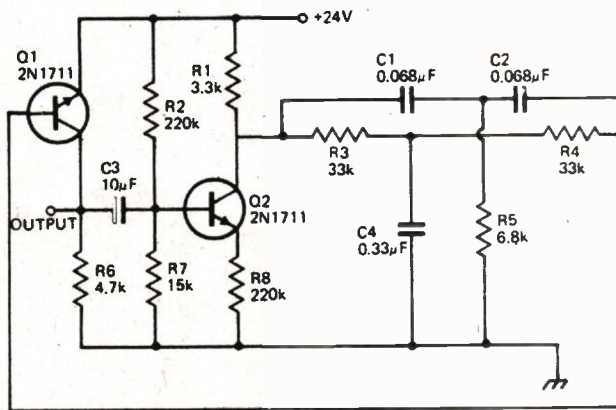 +24V
Q1
2N1711
R1
3.3k
C1
0.068µF
C2
0.068µF
R2
220k
R3
33k
R4
33k
C3
10µF
Q2
2N1711
OUTPUT
C4
0.33µF
R5
6.8k
R6
4.7k
R7
15k
R8
220k